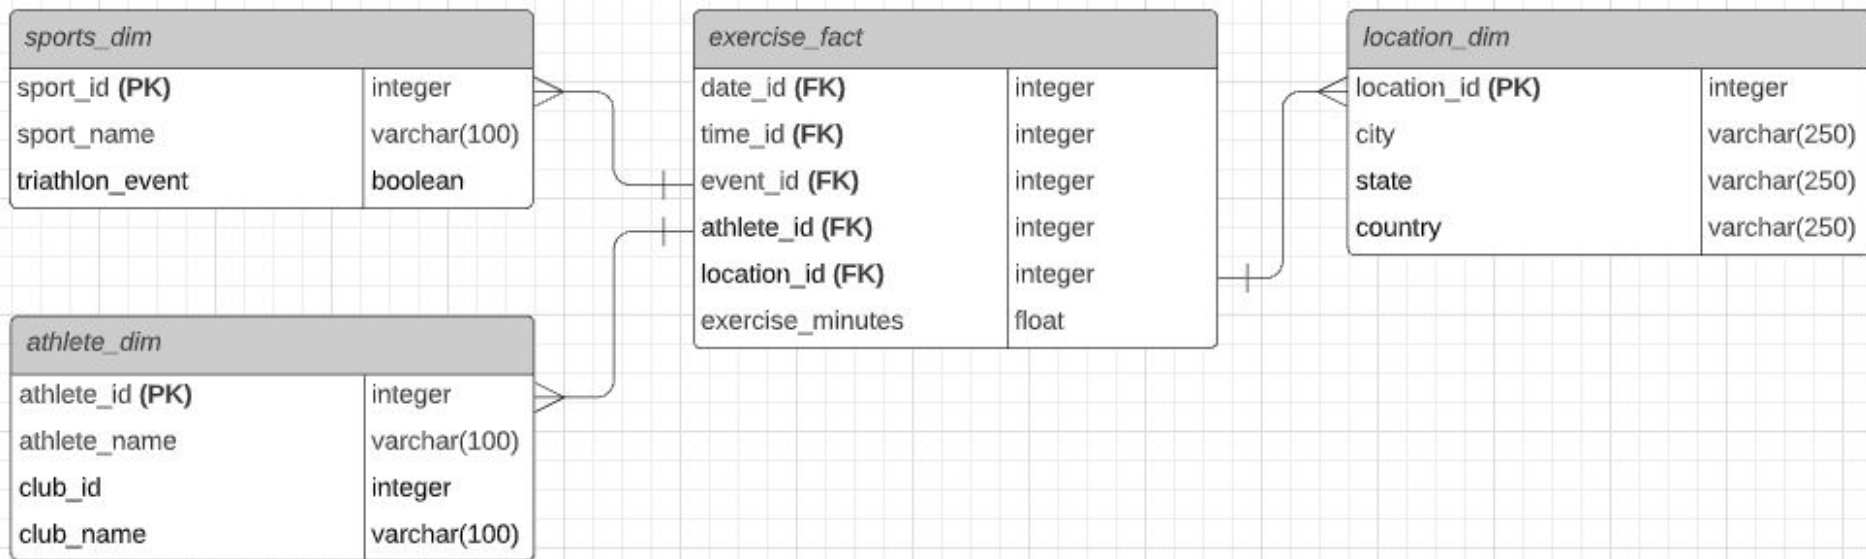 sports_dim
sport_id (PK) integer
sport_name varchar(100)
triathlon_event boolean
exercise_fact
date_id (FK) integer
time_id (FK) integer
event_id (FK) integer
athlete_id (FK) integer
location_id (FK) integer
exercise_minutes float
location_dim
location_id (PK) integer
city varchar(250)
state varchar(250)
country varchar(250)
athlete_dim
athlete_id (PK) integer
athlete_name varchar(100)
club_id integer
club_name varchar(100)